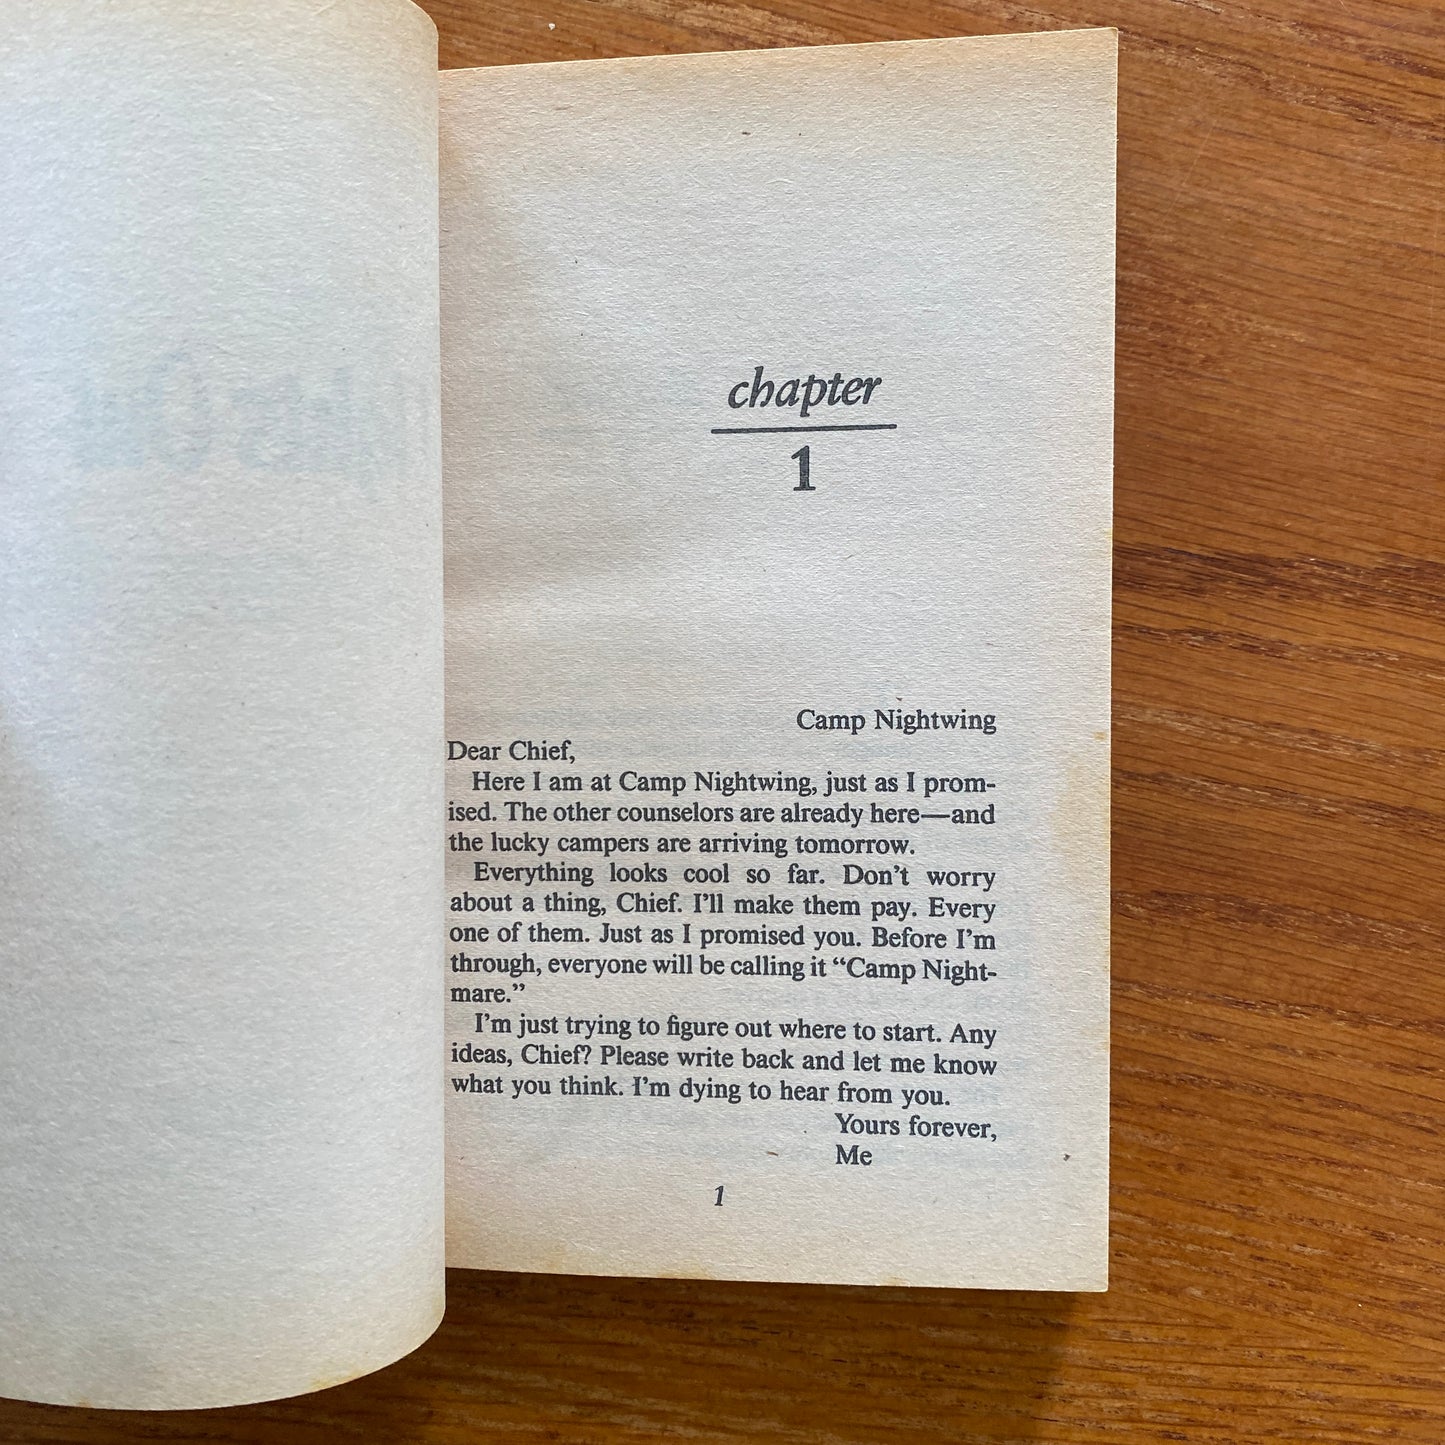 chapter
1
Camp Nightwing
Dear Chief,
Here I am at Camp Nightwing, just as I prom-
ised. The other counselors are already here—and
the lucky campers are arriving tomorrow.
Everything looks cool so far. Don't worry
about a thing, Chief. I'll make them pay. Every
one of them. Just as I promised you. Before I'm
through, everyone will be calling it “Camp Night-
mare.”
I'm just trying to figure out where to start. Any
ideas, Chief? Please write back and let me know
what you think. I'm dying to hear from you.
Yours forever,
Me
1